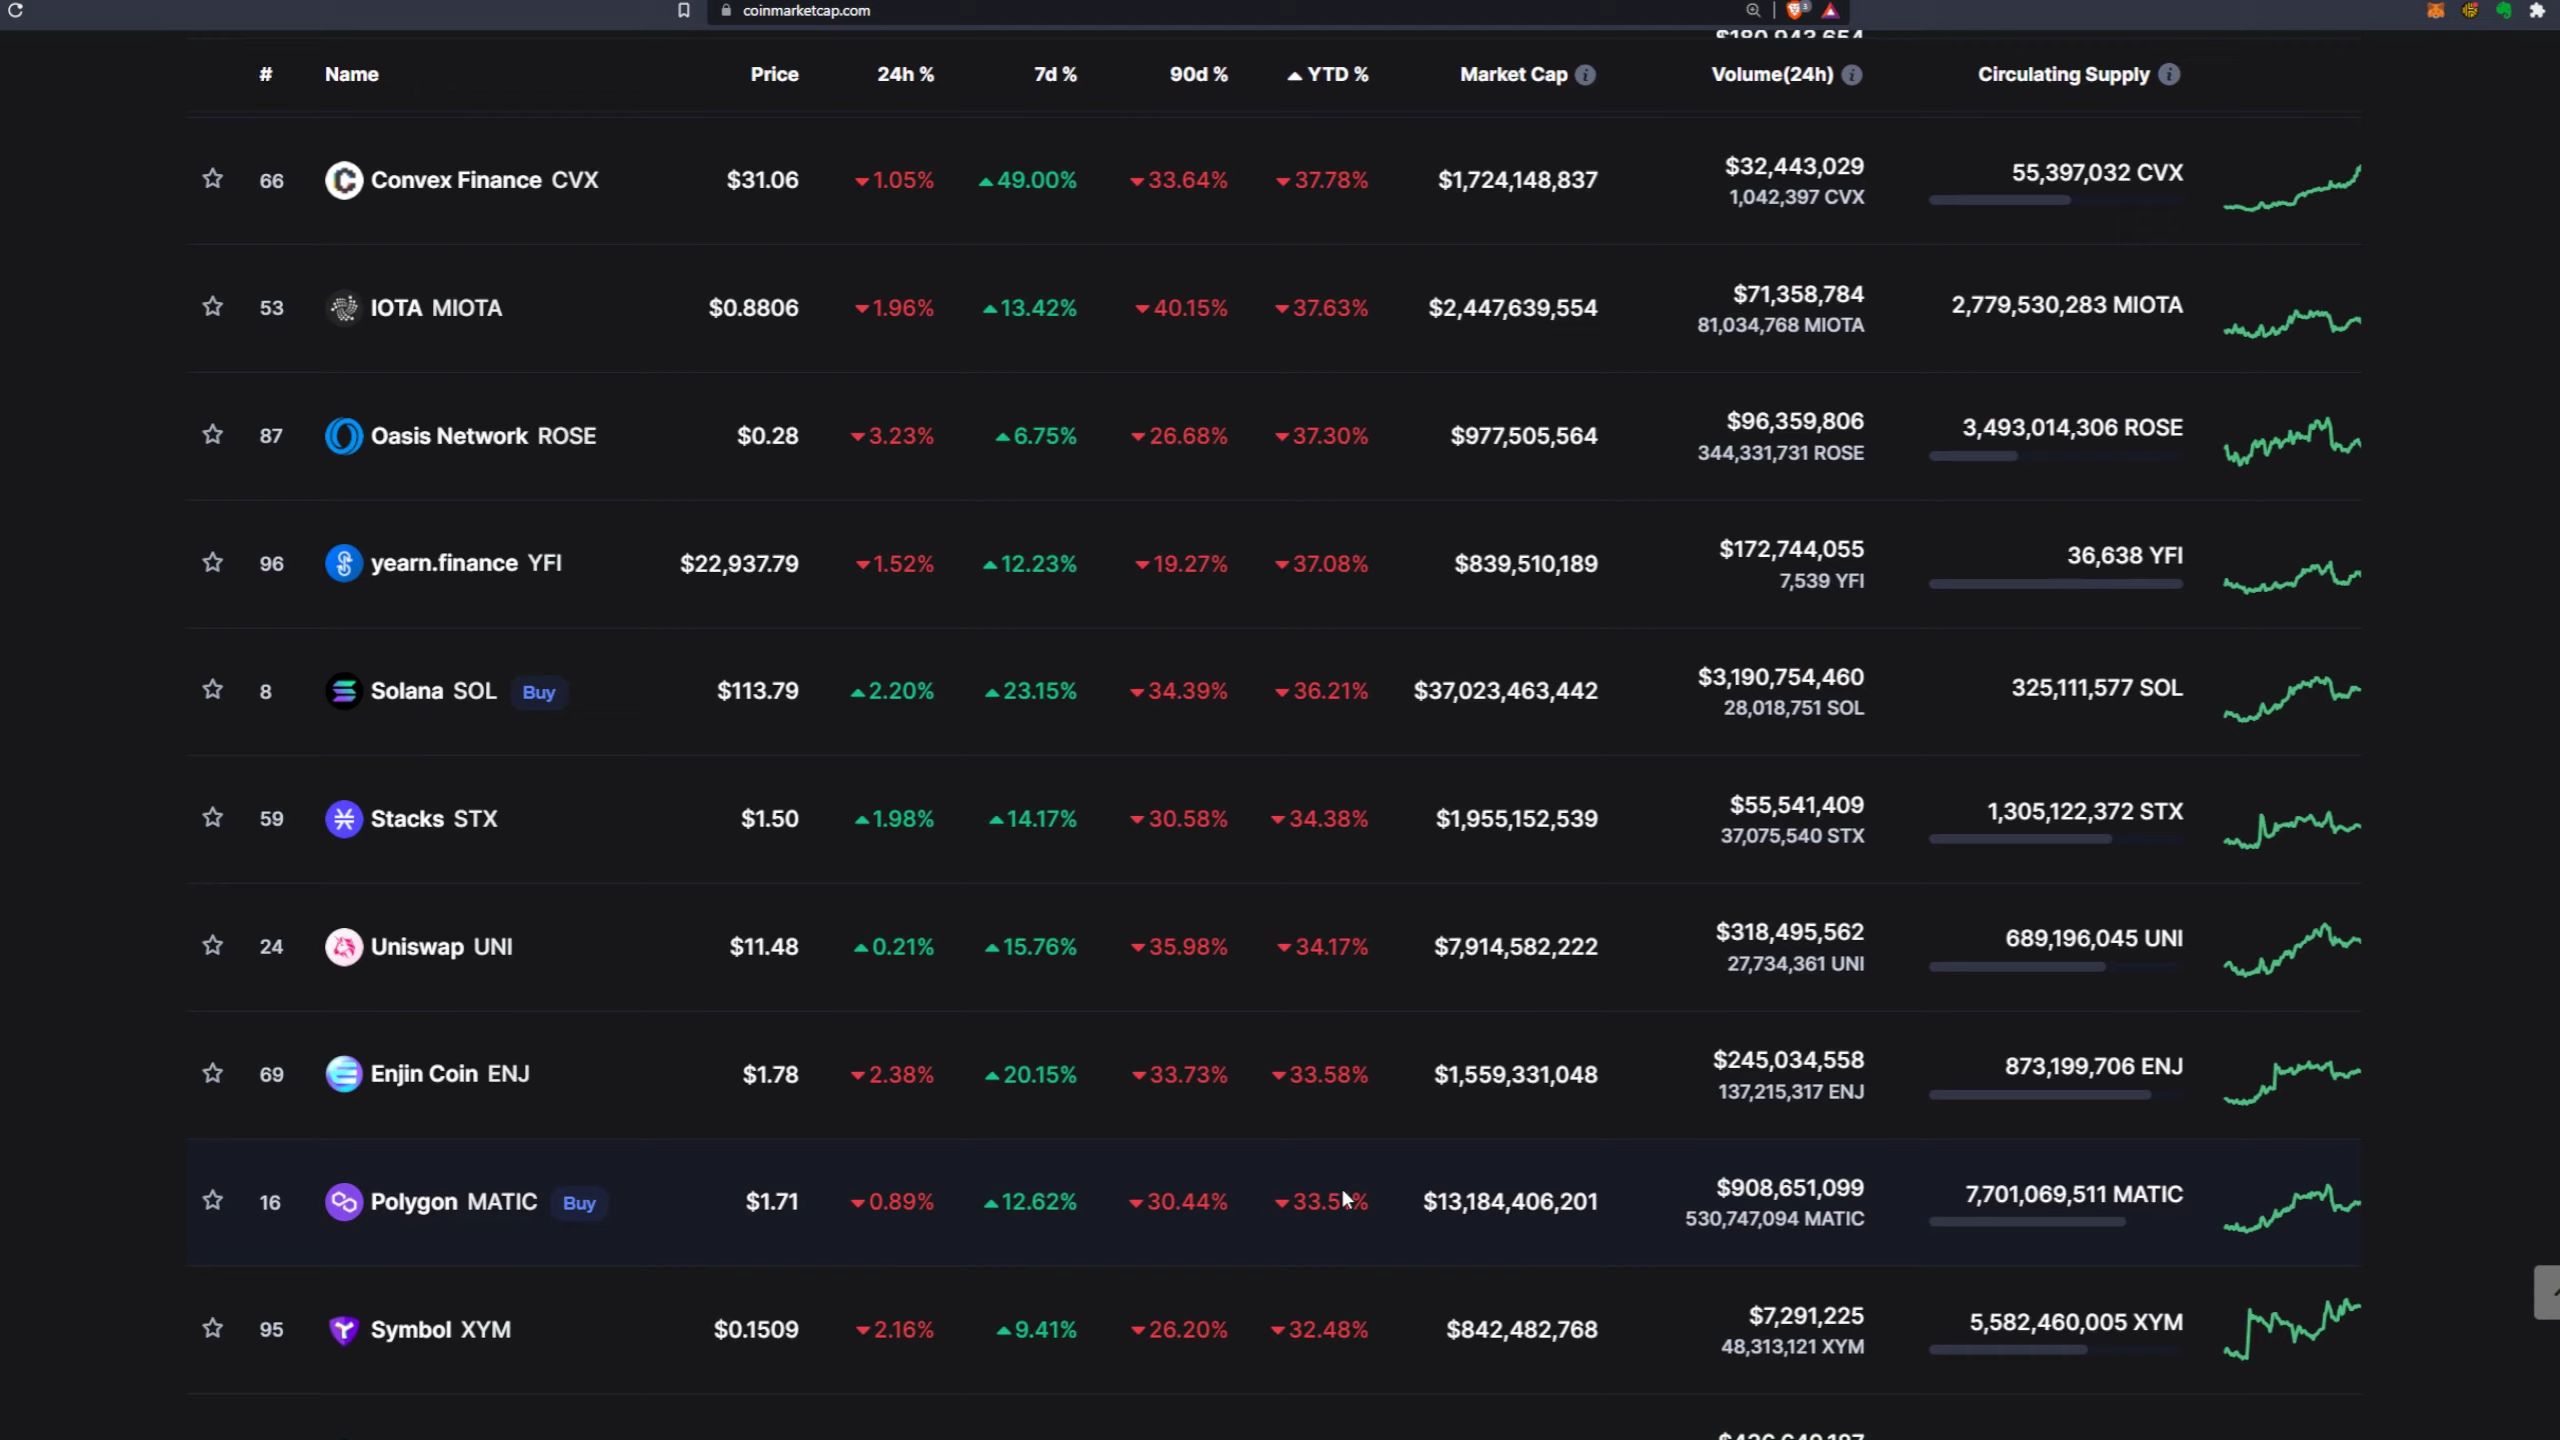 coinmarketcap.com
# Name Price 24h % 7d % 90d % YTD % Market Cap Volume(24h) Circulating Supply
66 Convex Finance CVX $31.06 1.05% 49.00% 33.64% 37.78% $1,724,148,837 $32,443,029 55,397,032 CVX
1,042,397 CVX
53 IOTA MIOTA $0.8806 1.96% 13.42% 40.15% 37.63% $2,447,639,554 $71,358,784 2,779,530,283 MIOTA
81,034,768 MIOTA
87 Oasis Network ROSE $0.28 3.23% 6.75% 26.68% 37.30% $977,505,564 $96,359,806 3,493,014,306 ROSE
344,331,731 ROSE
96 yearn.finance YFI $22,937.79 1.52% 12.23% 19.27% 37.08% $839,510,189 $172,744,055 36,638 YFI
7,539 YFI
8 Solana SOL Buy $113.79 2.20% 23.15% 34.39% 36.21% $37,023,463,442 $3,190,754,460 325,111,577 SOL
28,018,751 SOL
59 Stacks STX $1.50 1.98% 14.17% 30.58% 34.38% $1,955,152,539 $55,541,409 1,305,122,372 STX
37,075,540 STX
24 Uniswap UNI $11.48 0.21% 15.76% 35.98% 34.17% $7,914,582,222 $318,495,562 689,196,045 UNI
27,734,361 UNI
69 Enjin Coin ENJ $1.78 2.38% 20.15% 33.73% 33.58% $1,559,331,048 $245,034,558 873,199,706 ENJ
137,215,317 ENJ
16 Polygon MATIC Buy $1.71 0.89% 12.62% 30.44% $13,184,406,201 $908,651,099 7,701,069,511 MATIC
530,747,094 MATIC
95 Symbol XYM $0.1509 2.16% 9.41% 26.20% 32.48% $842,482,768 $7,291,225 5,582,460,005 XYM
48,313,121 XYM